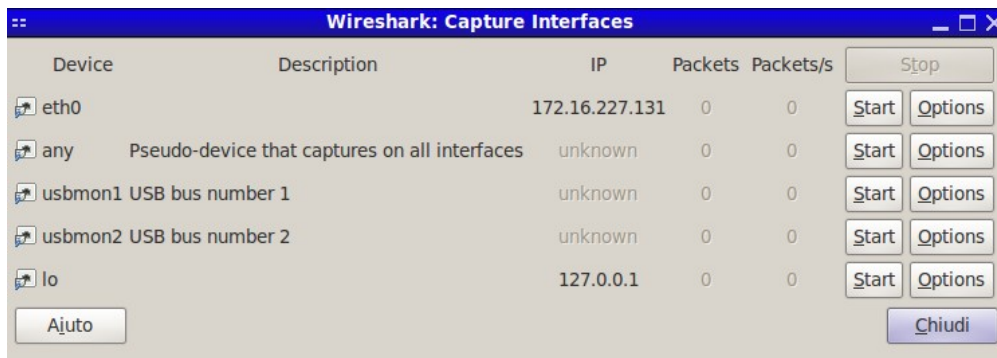 Wireshark: Capture Interfaces
Device Description IP Packets Packets/s Stop
eth0 172.16.227.131 0 0 Start Options
any Pseudo-device that captures on all interfaces unknown 0 0 Start Options
usbmon1 USB bus number 1 unknown 0 0 Start Options
usbmon2 USB bus number 2 unknown 0 0 Start Options
lo 127.0.0.1 0 0 Start Options
Aiuto Chiudi